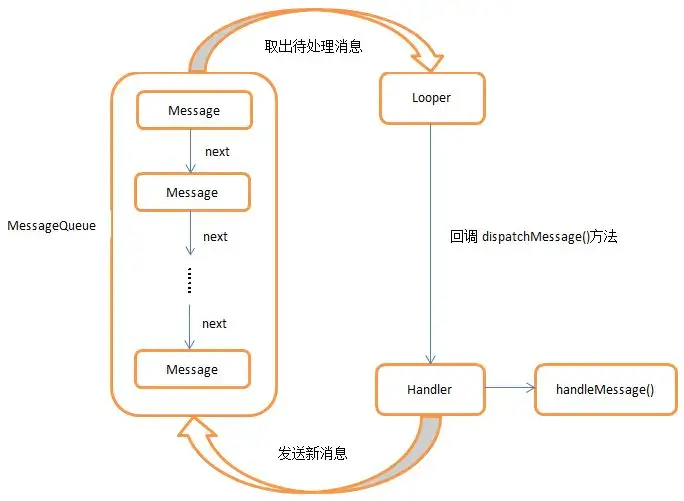 取出待处理消息
Message
Looper
next
Message
MessageQueue
next
回调 dispatchMessage()方法
next
Message
Handler
handleMessage()
发送新消息